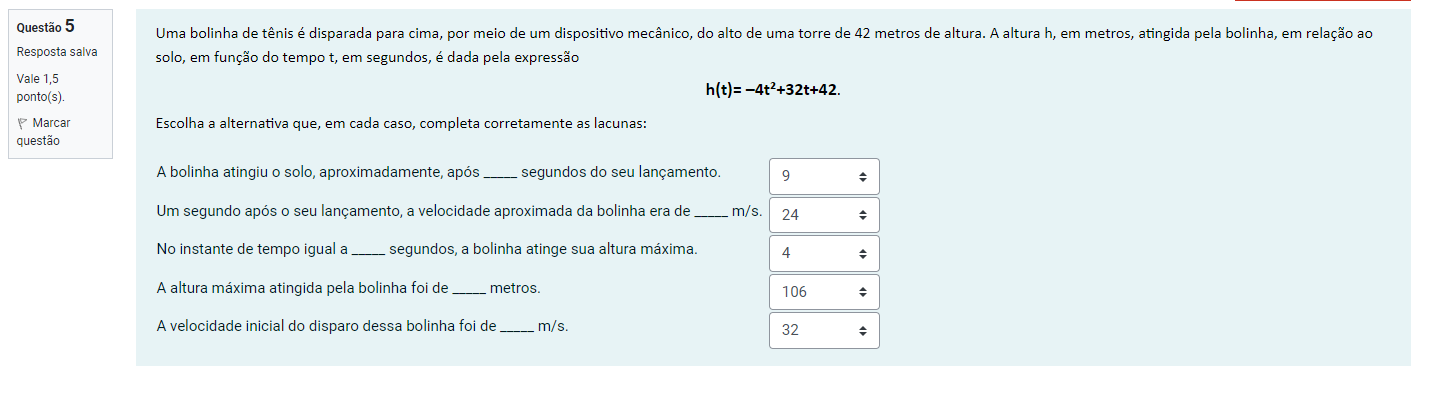 Questão 5
Resposta salva
Vale 1,5
ponto(s).
Marcar
questão
Uma bolinha de tênis é disparada para cima, por meio de um dispositivo mecânico, do alto de uma torre de 42 metros de altura. A altura h, em metros, atingida pela bolinha, em relação ao
solo, em função do tempo t, em segundos, é dada pela expressão
h(t)= –4t²+32t+42.
Escolha a alternativa que, em cada caso, completa corretamente as lacunas:
A bolinha atingiu o solo, aproximadamente, após _____ segundos do seu lançamento. 9
Um segundo após o seu lançamento, a velocidade aproximada da bolinha era de _____ m/s. 24
No instante de tempo igual a _____ segundos, a bolinha atinge sua altura máxima. 4
A altura máxima atingida pela bolinha foi de _____ metros. 106
A velocidade inicial do disparo dessa bolinha foi de _____ m/s. 32